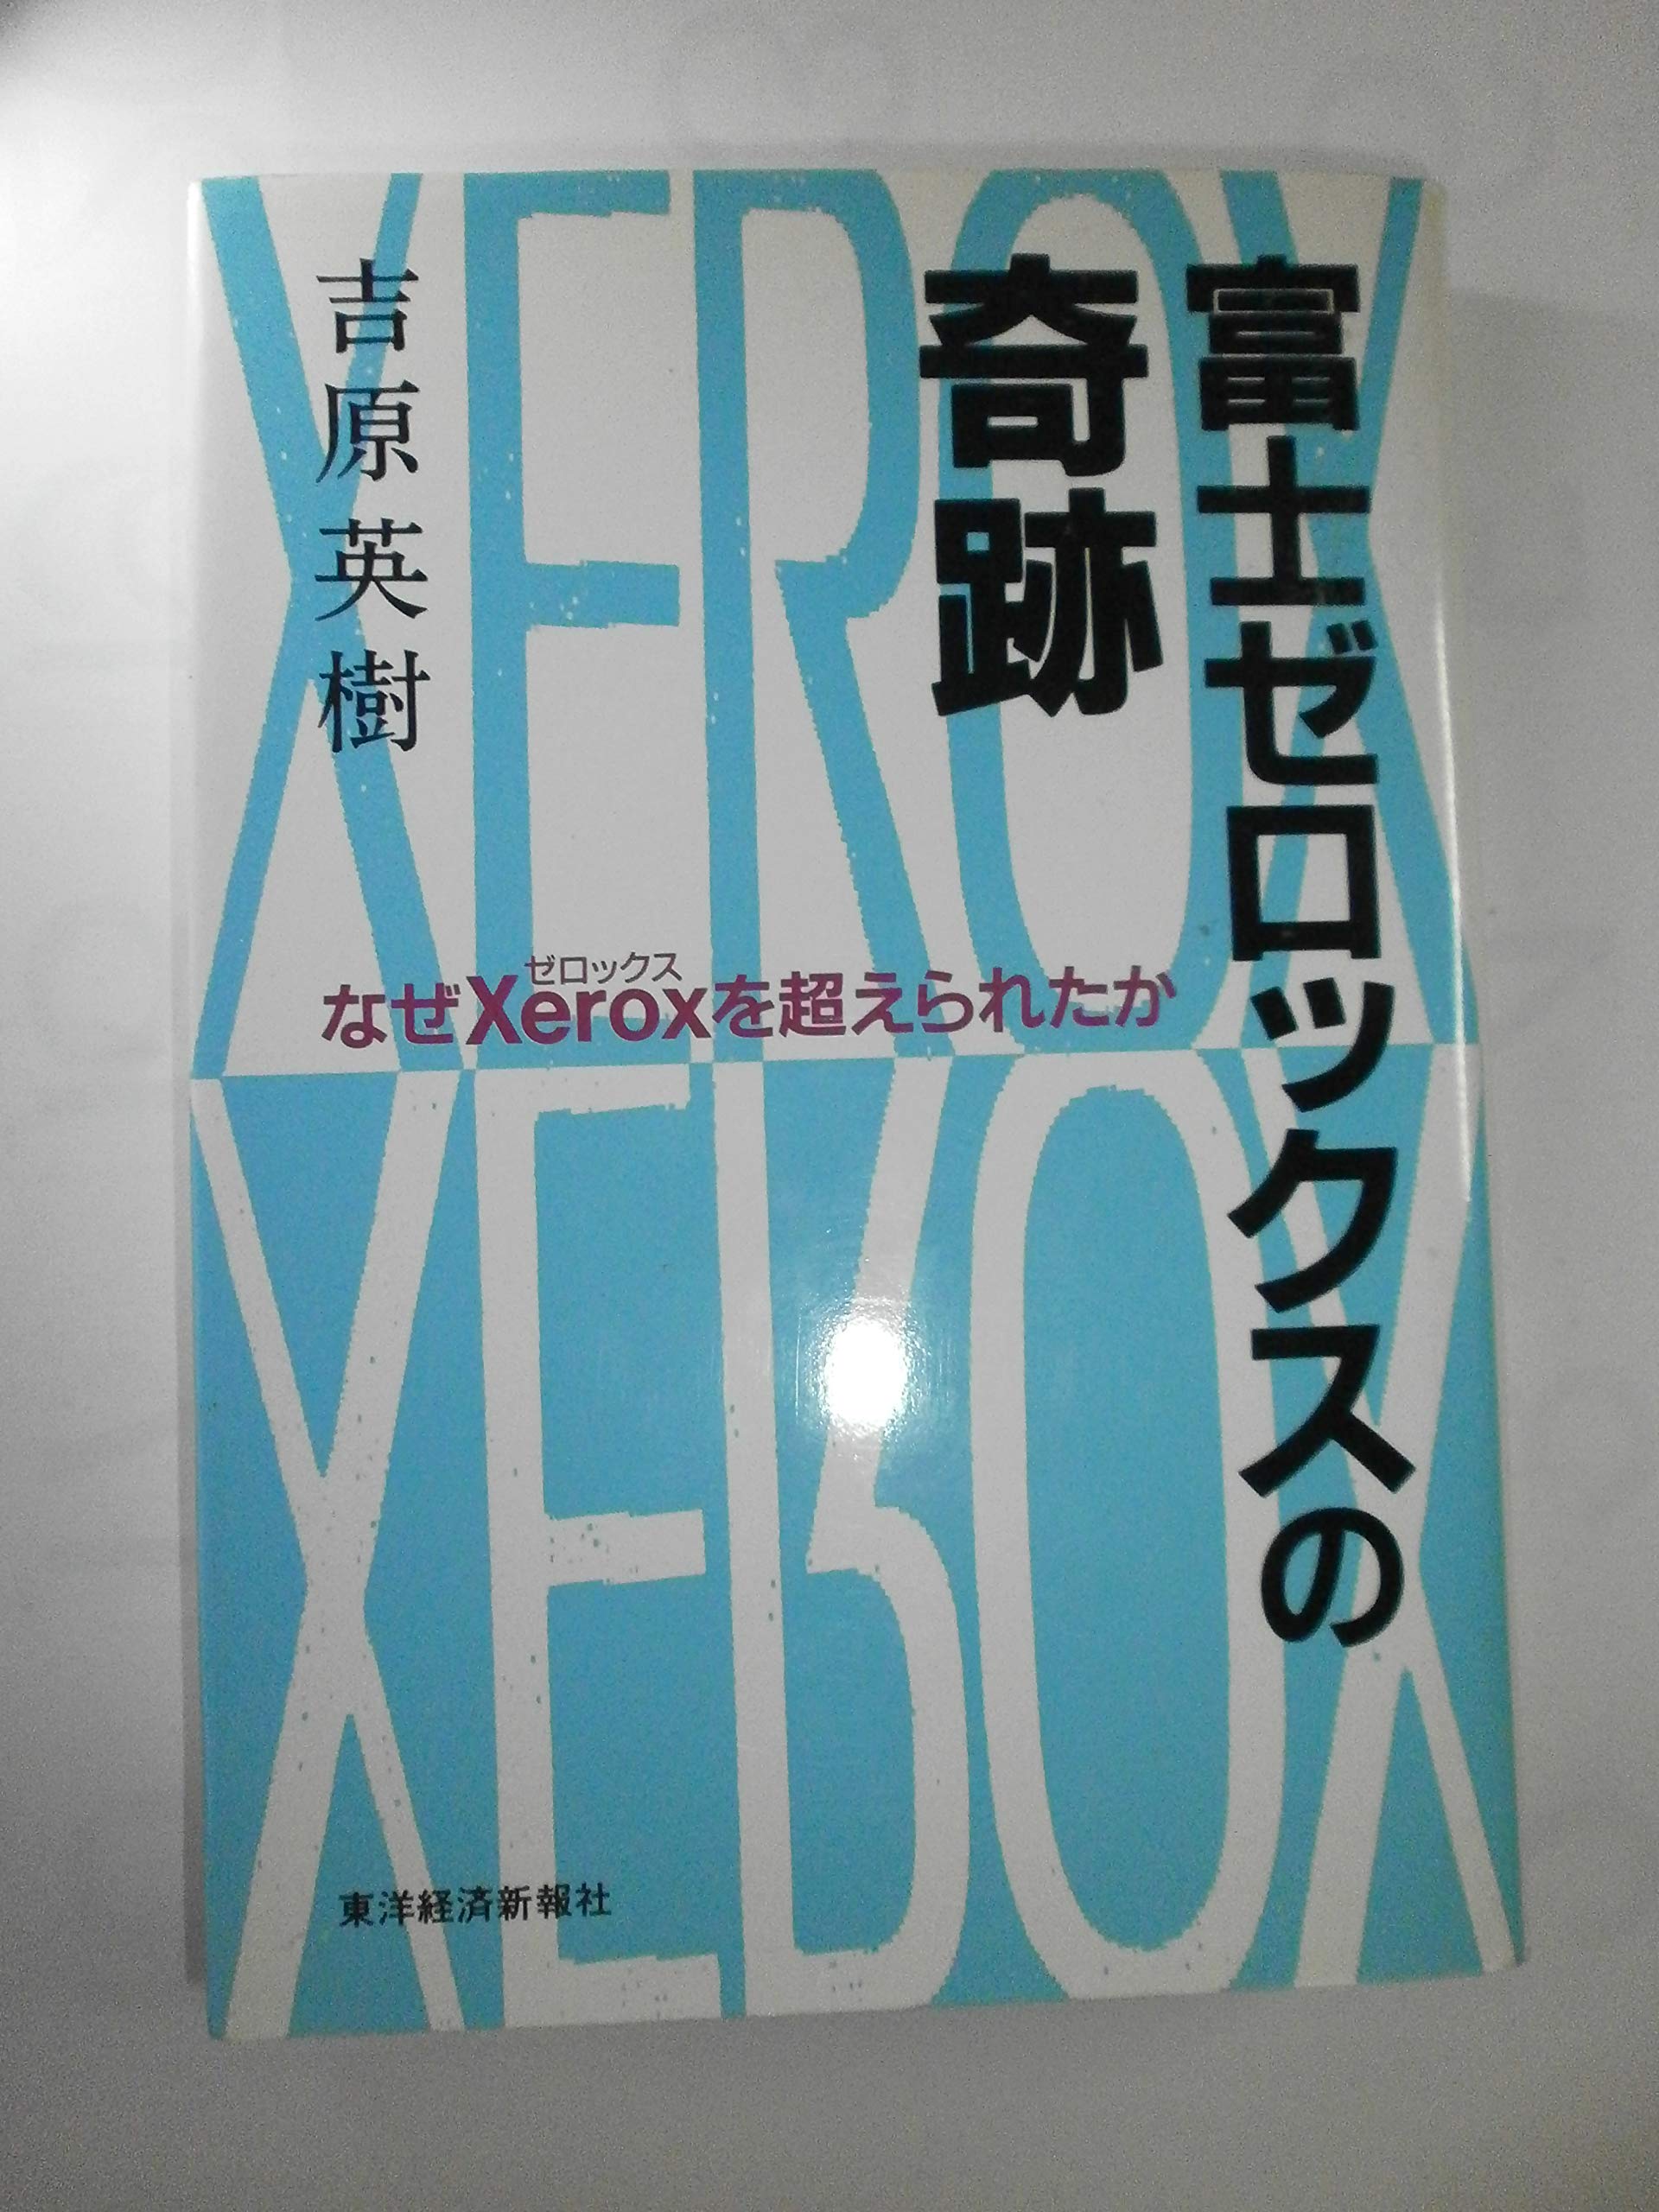 富士ゼロックスの
奇跡
ゼロックス
なぜXeroxを超えられたか
吉原英樹
東洋経済新報社
XEROX
XEROX